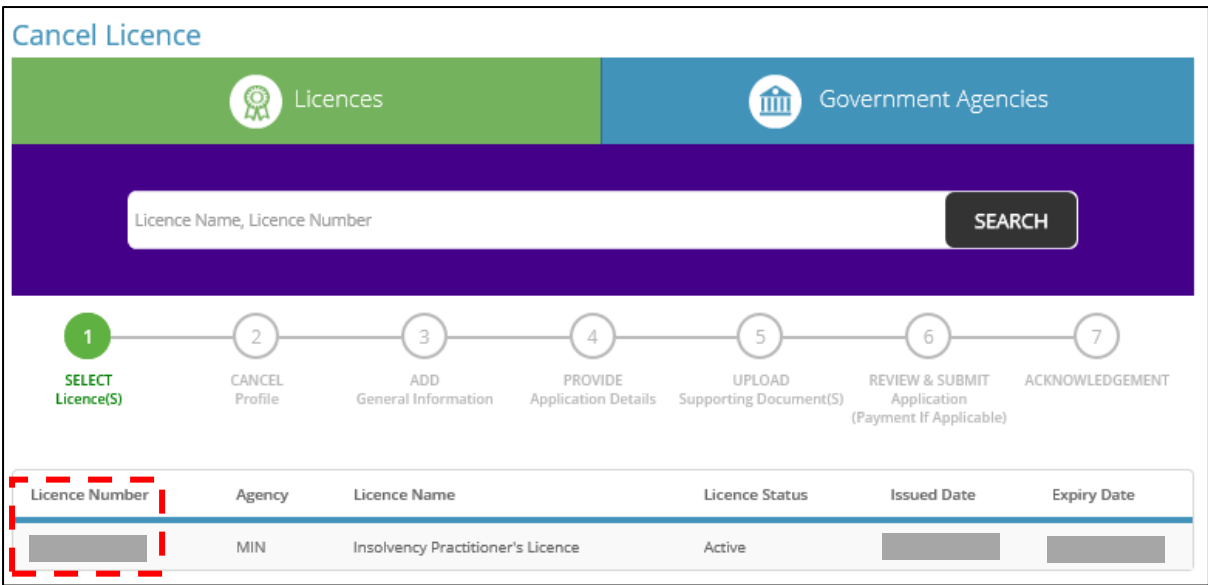 Cancel Licence
Licences
Government Agencies
Licence Name, Licence Number
SEARCH
1 2 3 4 5 6 7
SELECT CANCEL ADD PROVIDE UPLOAD REVIEW & SUBMIT ACKNOWLEDGEMENT
Licence(S) Profile General Information Application Details Supporting Document(S) Application
(Payment If Applicable)
Licence Number Agency Licence Name Licence Status Issued Date Expiry Date
MIN Insolvency Practitioner's Licence Active